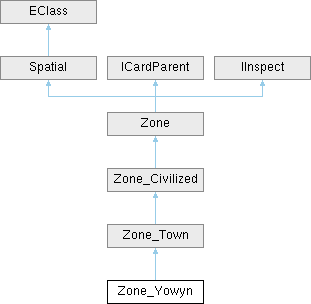 EClass
Spatial ICardParent IInspect
Zone
Zone_Civilized
Zone_Town
Zone_Yowyn